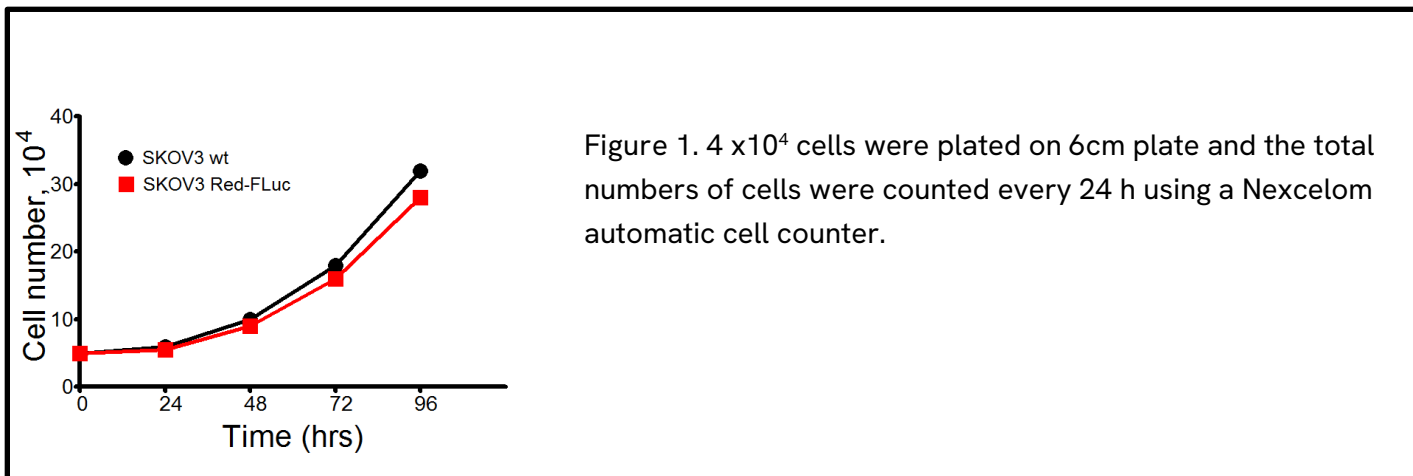 40
30
20
10
0
Cell number, 10⁴
SKOV3 wt
SKOV3 Red-FLuc
0 24 48 72 96
Time (hrs)
Figure 1. 4 x10⁴ cells were plated on 6cm plate and the total
numbers of cells were counted every 24 h using a Nexcelom
automatic cell counter.